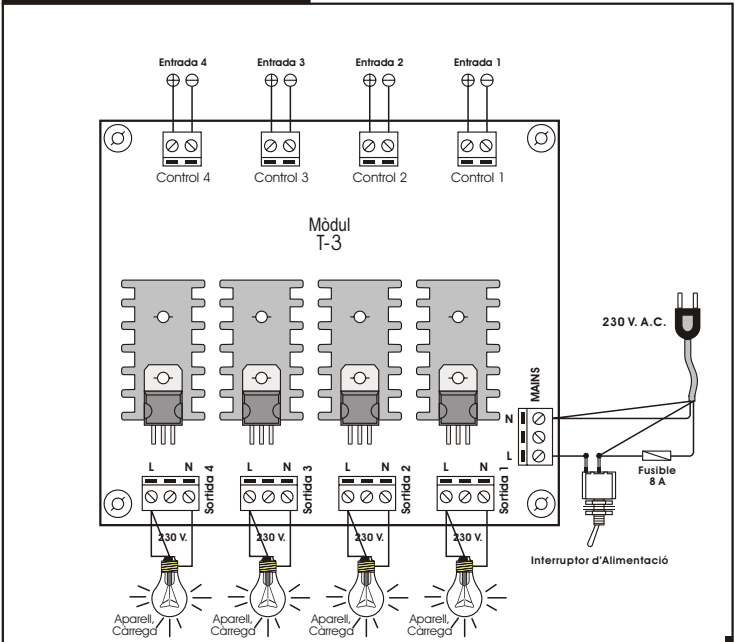 Entrada 4
Entrada 3
Entrada 2
Entrada 1
Control 4
Control 3
Control 2
Control 1
Mòdul
T-3
230 V. A.C.
MAINS
N
L
Fusible
8 A
Interruptor d'Alimentació
L N
Sortida 4
L N
Sortida 3
L N
Sortida 2
L N
Sortida 1
230 V.
230 V.
230 V.
230 V.
Aparell,
Càrrega
Aparell,
Càrrega
Aparell,
Càrrega
Aparell,
Càrrega